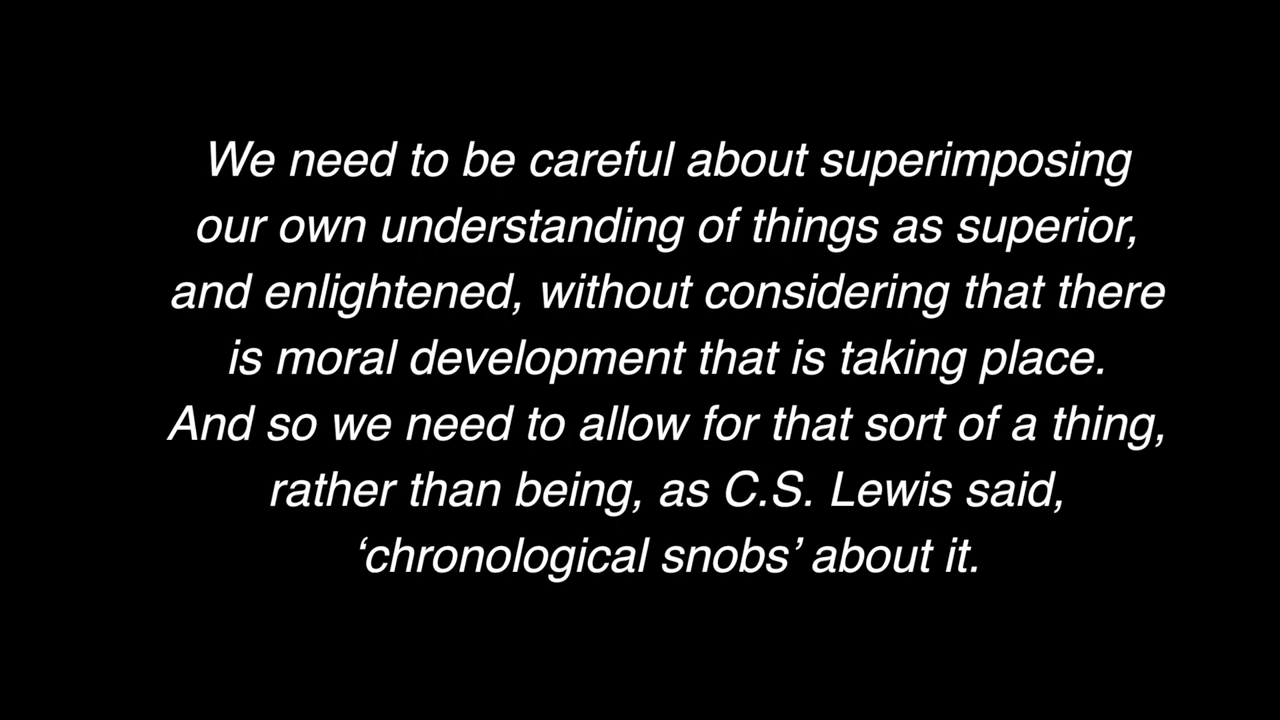 We need to be careful about superimposing
our own understanding of things as superior,
and enlightened, without considering that there
is moral development that is taking place.
And so we need to allow for that sort of a thing,
rather than being, as C.S. Lewis said,
‘chronological snobs’ about it.